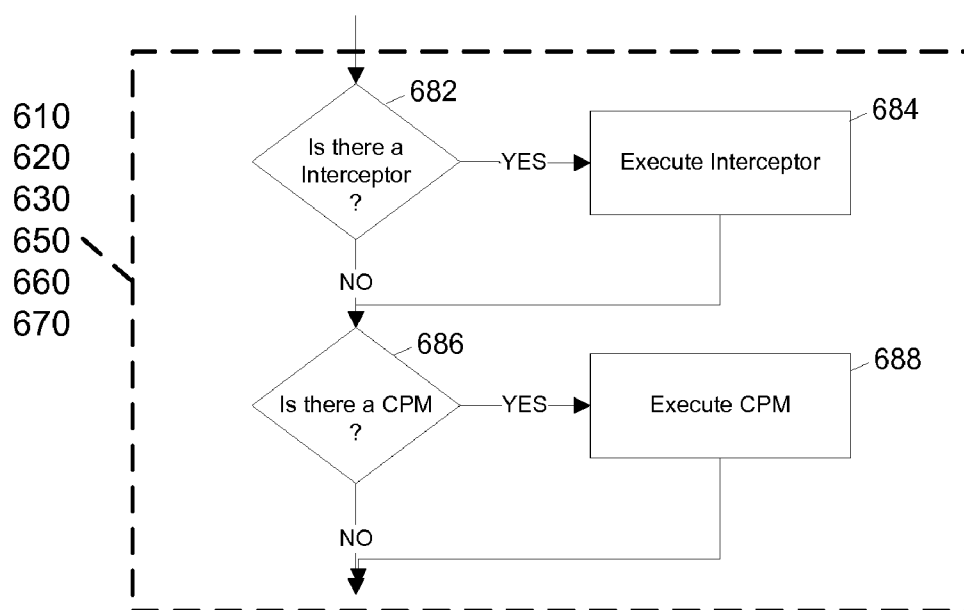 610
620
630
650
660
670
682
Is there a
Interceptor
?
YES
684
Execute Interceptor
NO
686
Is there a CPM
?
YES
688
Execute CPM
NO